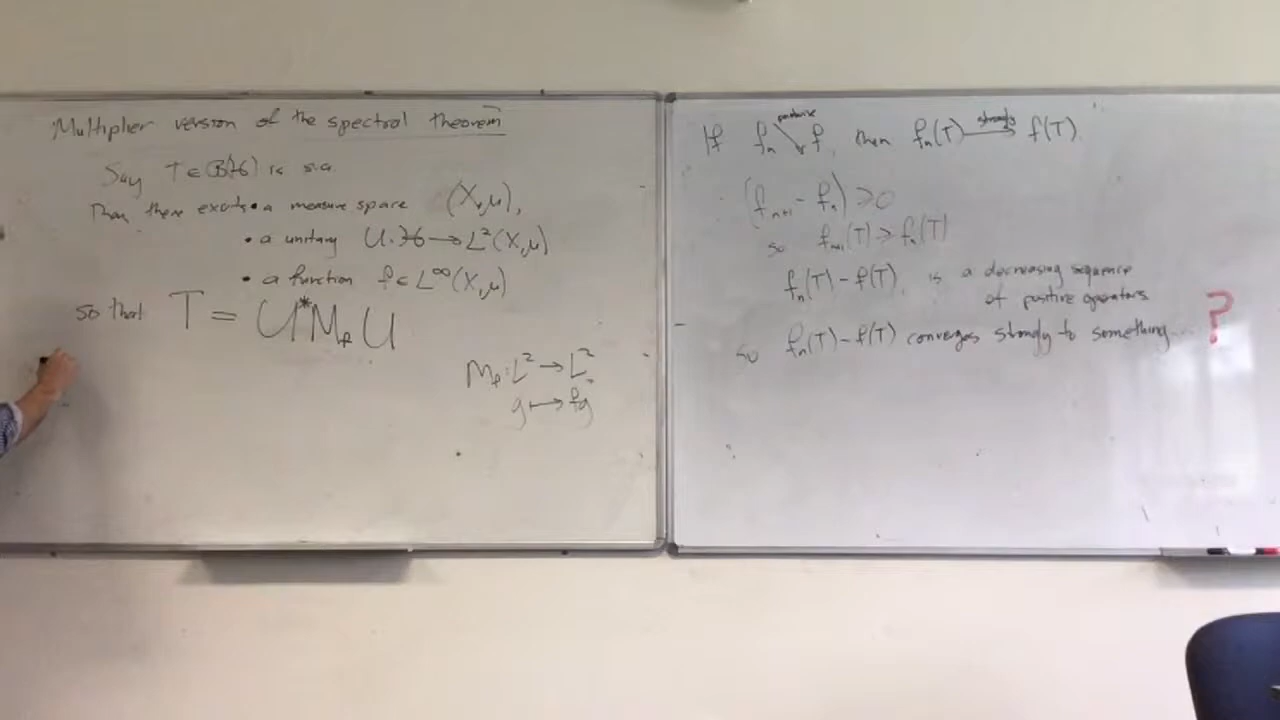 Multiplier version of the spectral theorem
Say T ∈ B(H) is s.a.
Then there exists • a measure space (X,μ),
• a unitary U: H → L²(X,μ)
• a function f ∈ L^∞(X,μ)
so that T = U*M_f U
M_f: L² → L²
g ↦ fg
If f_n ↘ f, then f_n(T) → f(T).
pointwise
strongly
(f_{n+1} - f_n) ≥ 0
so f_{n+1}(T) ≥ f_n(T)
f_n(T) - f(T) is a decreasing sequence
of positive operators
so f_n(T) - f(T) converges strongly to something... ?